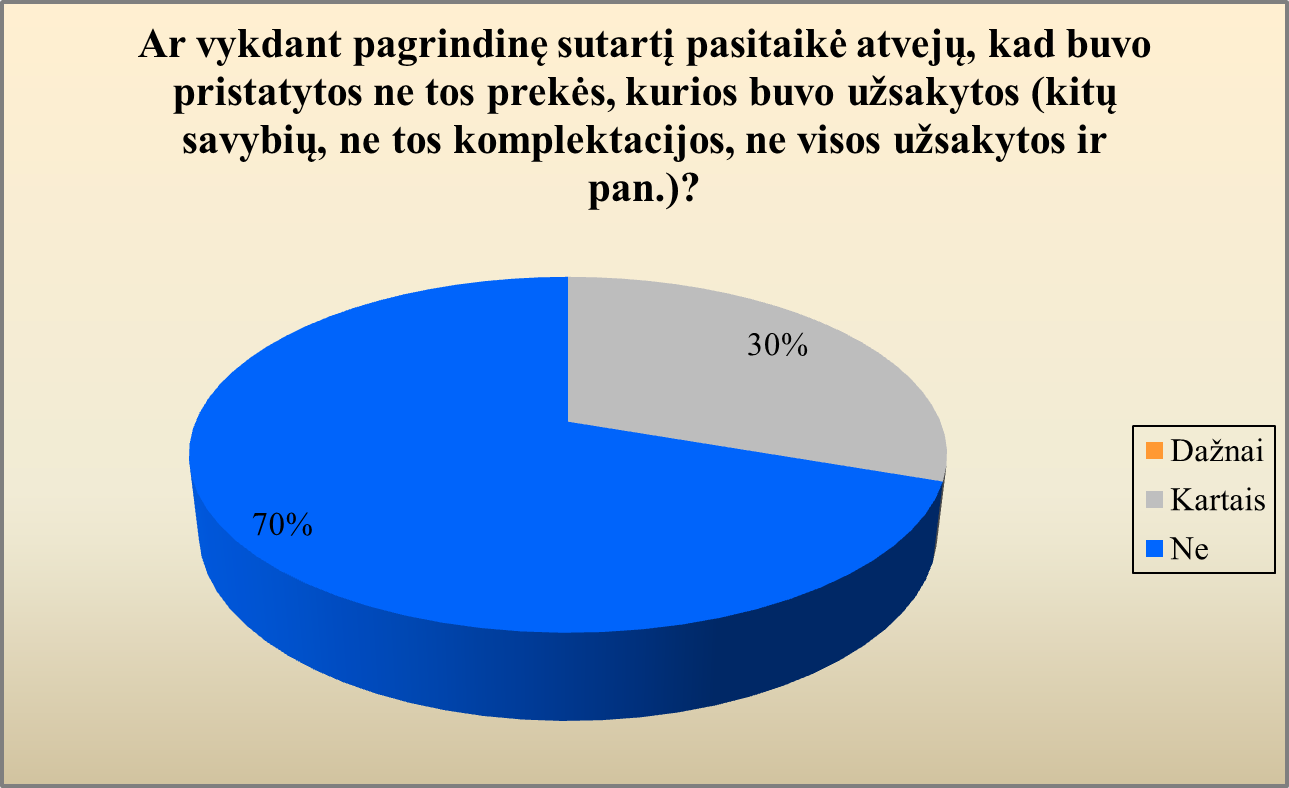 Ar vykdant pagrindinę sutartį pasitaikė atvejų, kad buvo
pristatytos ne tos prekės, kurios buvo užsakytos (kitų
savybių, ne tos komplektacijos, ne visos užsakytos ir
pan.)?
30%
70%
Dažnai
Kartais
Ne